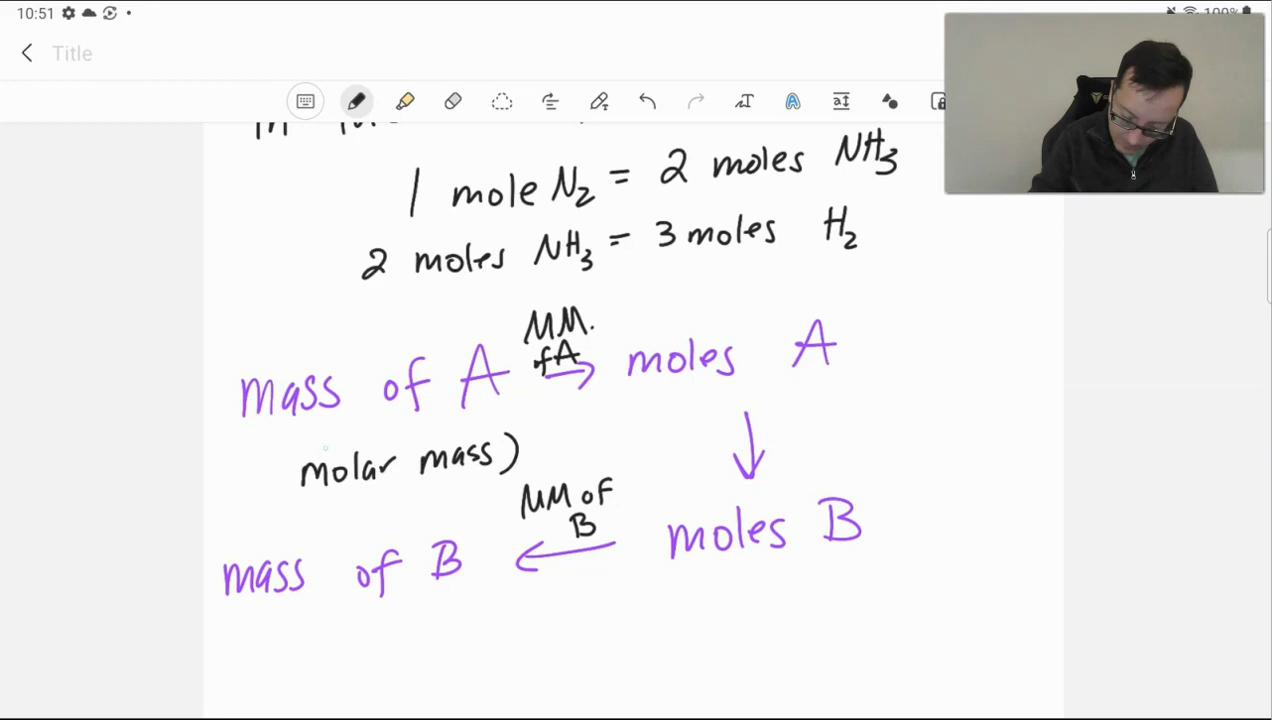 10:51
100%
Title
1 mole N₂ = 2 moles NH₃
2 moles NH₃ = 3 moles H₂
MM.
of A
mass of A → moles A
↓
molar mass)
MM of
B
mass of B ← moles B